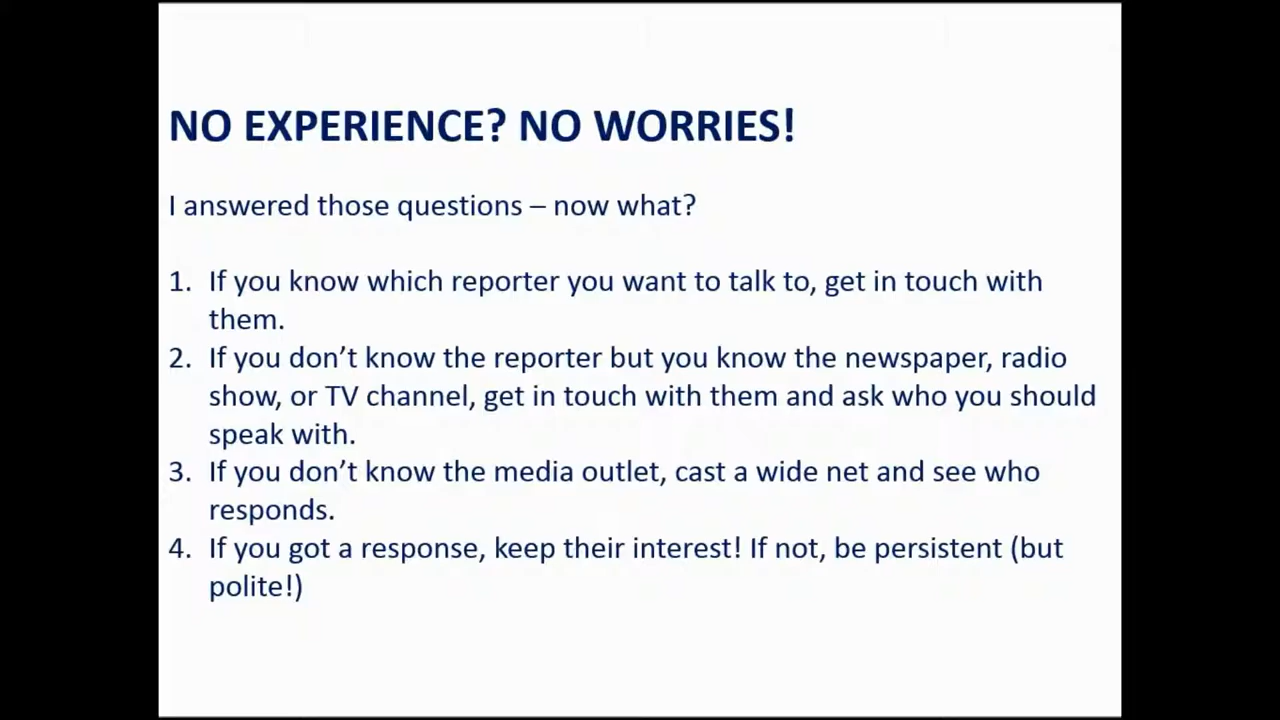 NO EXPERIENCE? NO WORRIES!
I answered those questions – now what?
1. If you know which reporter you want to talk to, get in touch with
them.
2. If you don’t know the reporter but you know the newspaper, radio
show, or TV channel, get in touch with them and ask who you should
speak with.
3. If you don’t know the media outlet, cast a wide net and see who
responds.
4. If you got a response, keep their interest! If not, be persistent (but
polite!)